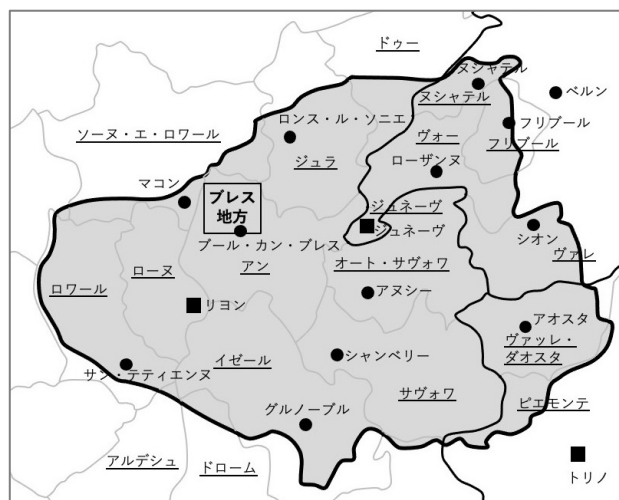 ドゥー
ヌシャテル
ヌシャテル
ベルン
ロンス・ル・ソニエ
フリブール
フリブール
ソーヌ・エ・ロワール
ヴォー
ジュラ
ローザンヌ
マコン
ブレス
地方
ジュネーヴ
ジュネーヴ
シオン
ブール・カン・ブレス
ヴァレ
アン
オート・サヴォワ
ロワール
ローヌ
アヌシー
リヨン
アオスタ
ヴァッレ・
ダオスタ
イゼール
シャンベリー
サン・テティエンヌ
サヴォワ
ピエモンテ
グルノーブル
アルデシュ
ドローム
トリノ